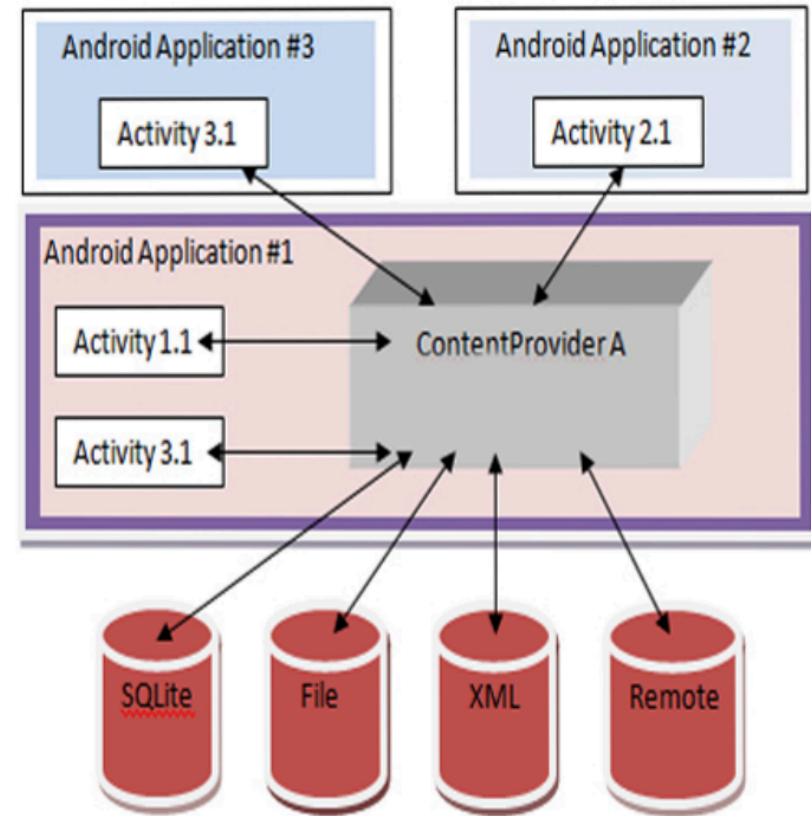 Android Application #3
Android Application #2
Activity 3.1
Activity 2.1
Android Application #1
Activity 1.1
ContentProvider A
Activity 3.1
SQLite
File
XML
Remote